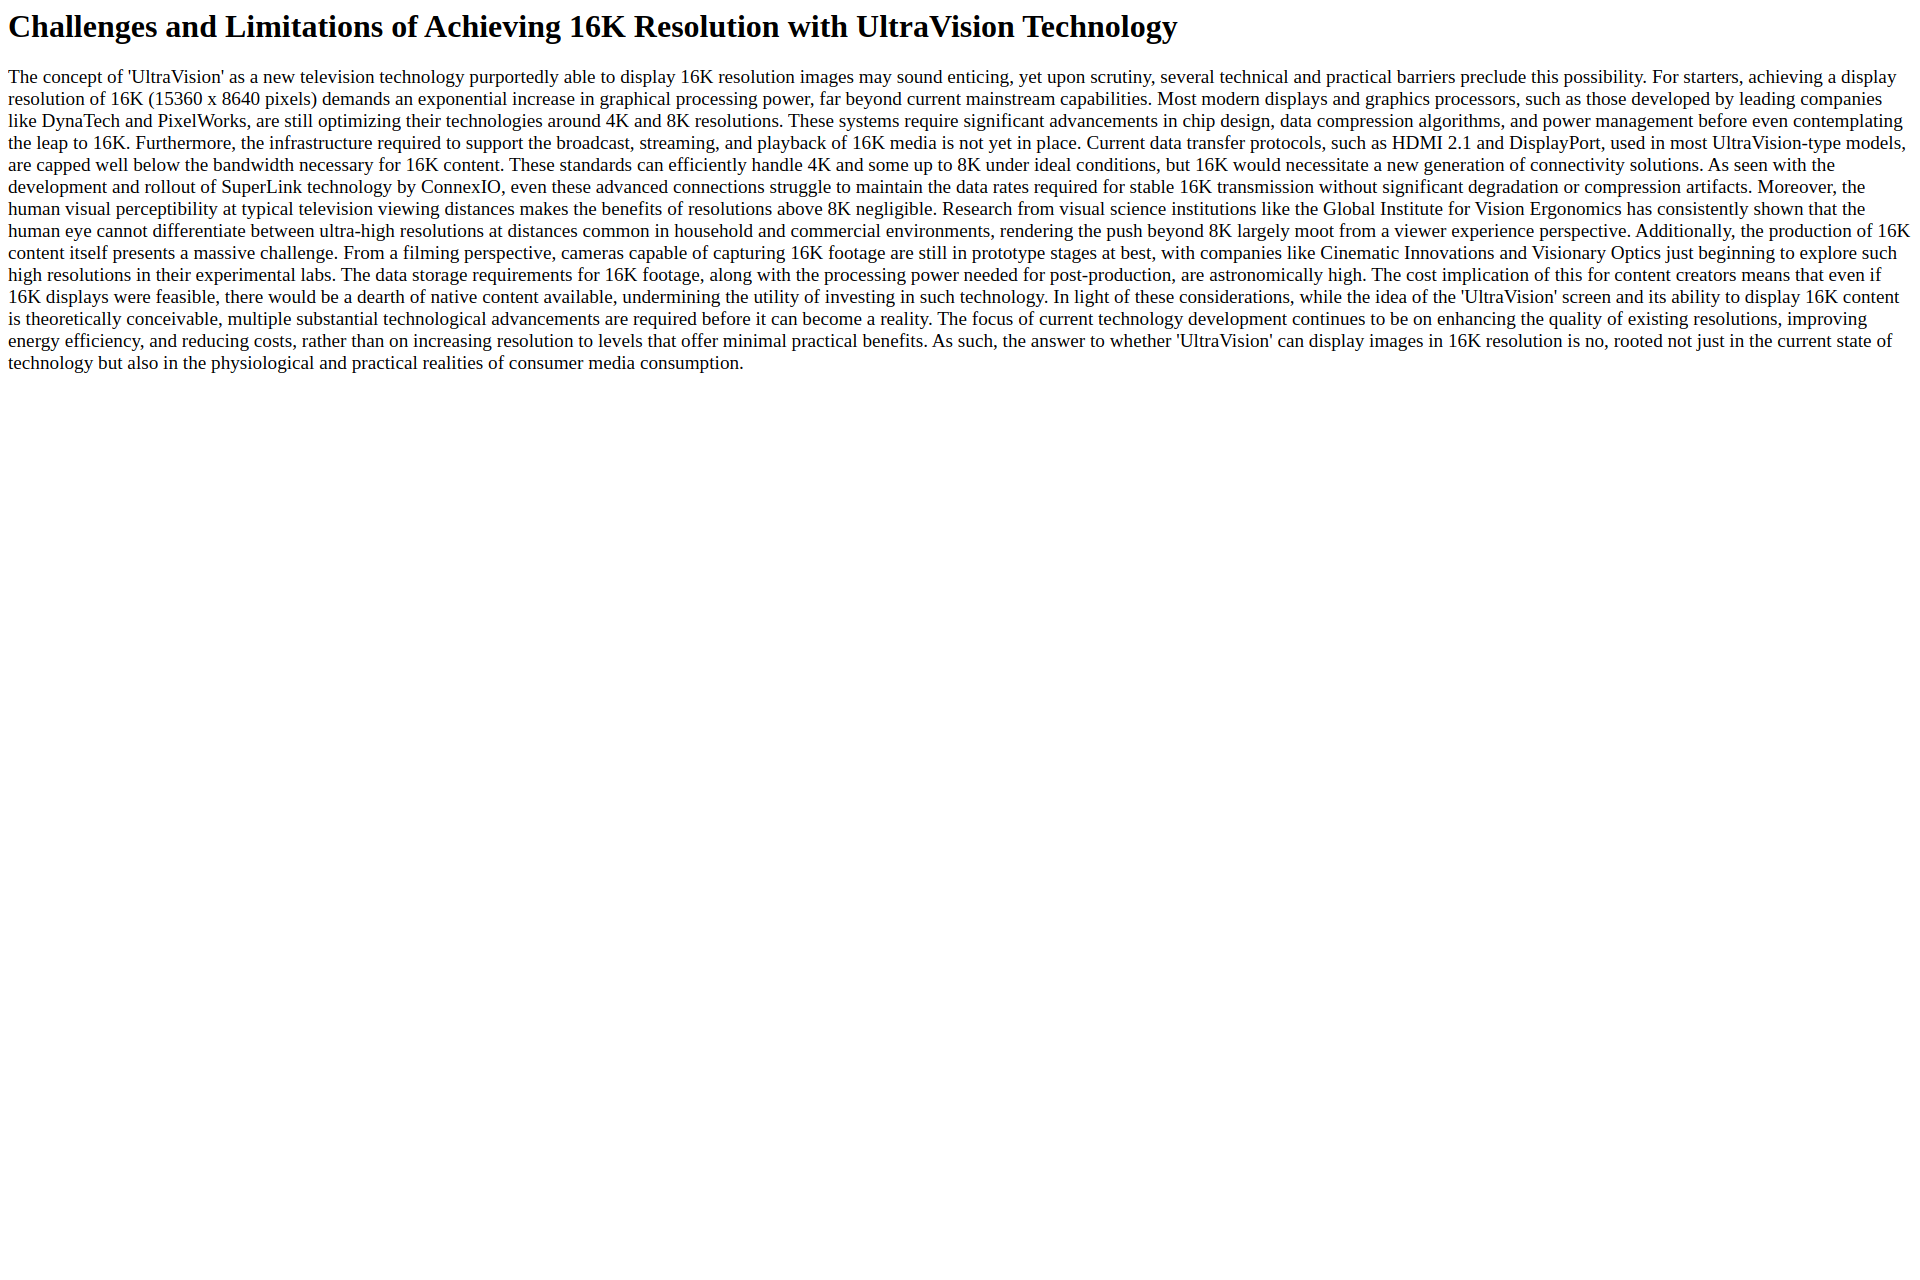 Challenges and Limitations of Achieving 16K Resolution with UltraVision Technology
The concept of 'UltraVision' as a new television technology purportedly able to display 16K resolution images may sound enticing, yet upon scrutiny, several technical and practical barriers preclude this possibility. For starters, achieving a display
resolution of 16K (15360 x 8640 pixels) demands an exponential increase in graphical processing power, far beyond current mainstream capabilities. Most modern displays and graphics processors, such as those developed by leading companies
like DynaTech and PixelWorks, are still optimizing their technologies around 4K and 8K resolutions. These systems require significant advancements in chip design, data compression algorithms, and power management before even contemplating
the leap to 16K. Furthermore, the infrastructure required to support the broadcast, streaming, and playback of 16K media is not yet in place. Current data transfer protocols, such as HDMI 2.1 and DisplayPort, used in most UltraVision-type models,
are capped well below the bandwidth necessary for 16K content. These standards can efficiently handle 4K and some up to 8K under ideal conditions, but 16K would necessitate a new generation of connectivity solutions. As seen with the
development and rollout of SuperLink technology by ConnexIO, even these advanced connections struggle to maintain the data rates required for stable 16K transmission without significant degradation or compression artifacts. Moreover, the
human visual perceptibility at typical television viewing distances makes the benefits of resolutions above 8K negligible. Research from visual science institutions like the Global Institute for Vision Ergonomics has consistently shown that the
human eye cannot differentiate between ultra-high resolutions at distances common in household and commercial environments, rendering the push beyond 8K largely moot from a viewer experience perspective. Additionally, the production of 16K
content itself presents a massive challenge. From a filming perspective, cameras capable of capturing 16K footage are still in prototype stages at best, with companies like Cinematic Innovations and Visionary Optics just beginning to explore such
high resolutions in their experimental labs. The data storage requirements for 16K footage, along with the processing power needed for post-production, are astronomically high. The cost implication of this for content creators means that even if
16K displays were feasible, there would be a dearth of native content available, undermining the utility of investing in such technology. In light of these considerations, while the idea of the 'UltraVision' screen and its ability to display 16K content
is theoretically conceivable, multiple substantial technological advancements are required before it can become a reality. The focus of current technology development continues to be on enhancing the quality of existing resolutions, improving
energy efficiency, and reducing costs, rather than on increasing resolution to levels that offer minimal practical benefits. As such, the answer to whether 'UltraVision' can display images in 16K resolution is no, rooted not just in the current state of
technology but also in the physiological and practical realities of consumer media consumption.